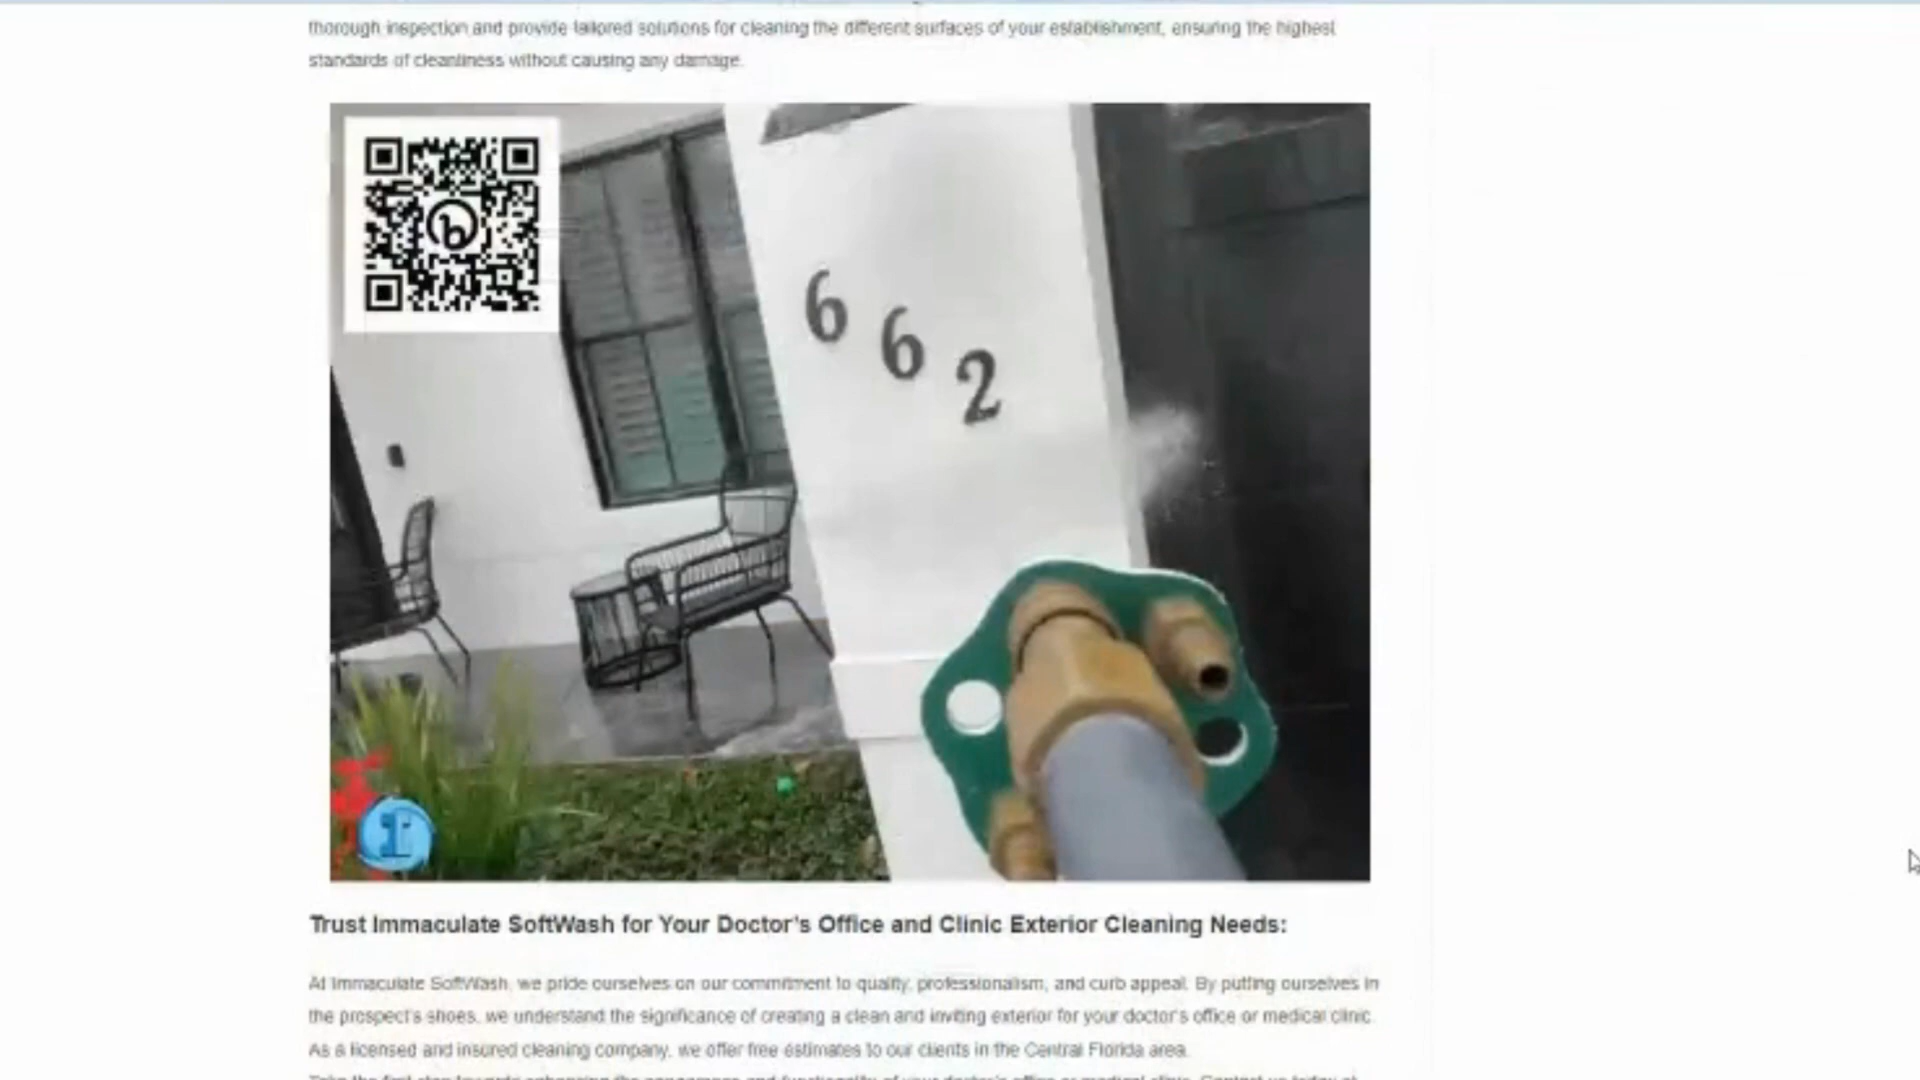 thorough inspection and provide tailored solutions for cleaning the different surfaces of your establishment, ensuring the highest
standards of cleanliness without causing any damage.
6 6 2
Trust Immaculate SoftWash for Your Doctor's Office and Clinic Exterior Cleaning Needs:
At Immaculate SoftWash, we pride ourselves on our commitment to quality, professionalism, and curb appeal. By putting ourselves in
the prospect's shoes, we understand the significance of creating a clean and inviting exterior for your doctor's office or medical clinic.
As a licensed and insured cleaning company, we offer free estimates to our clients in the Central Florida area.